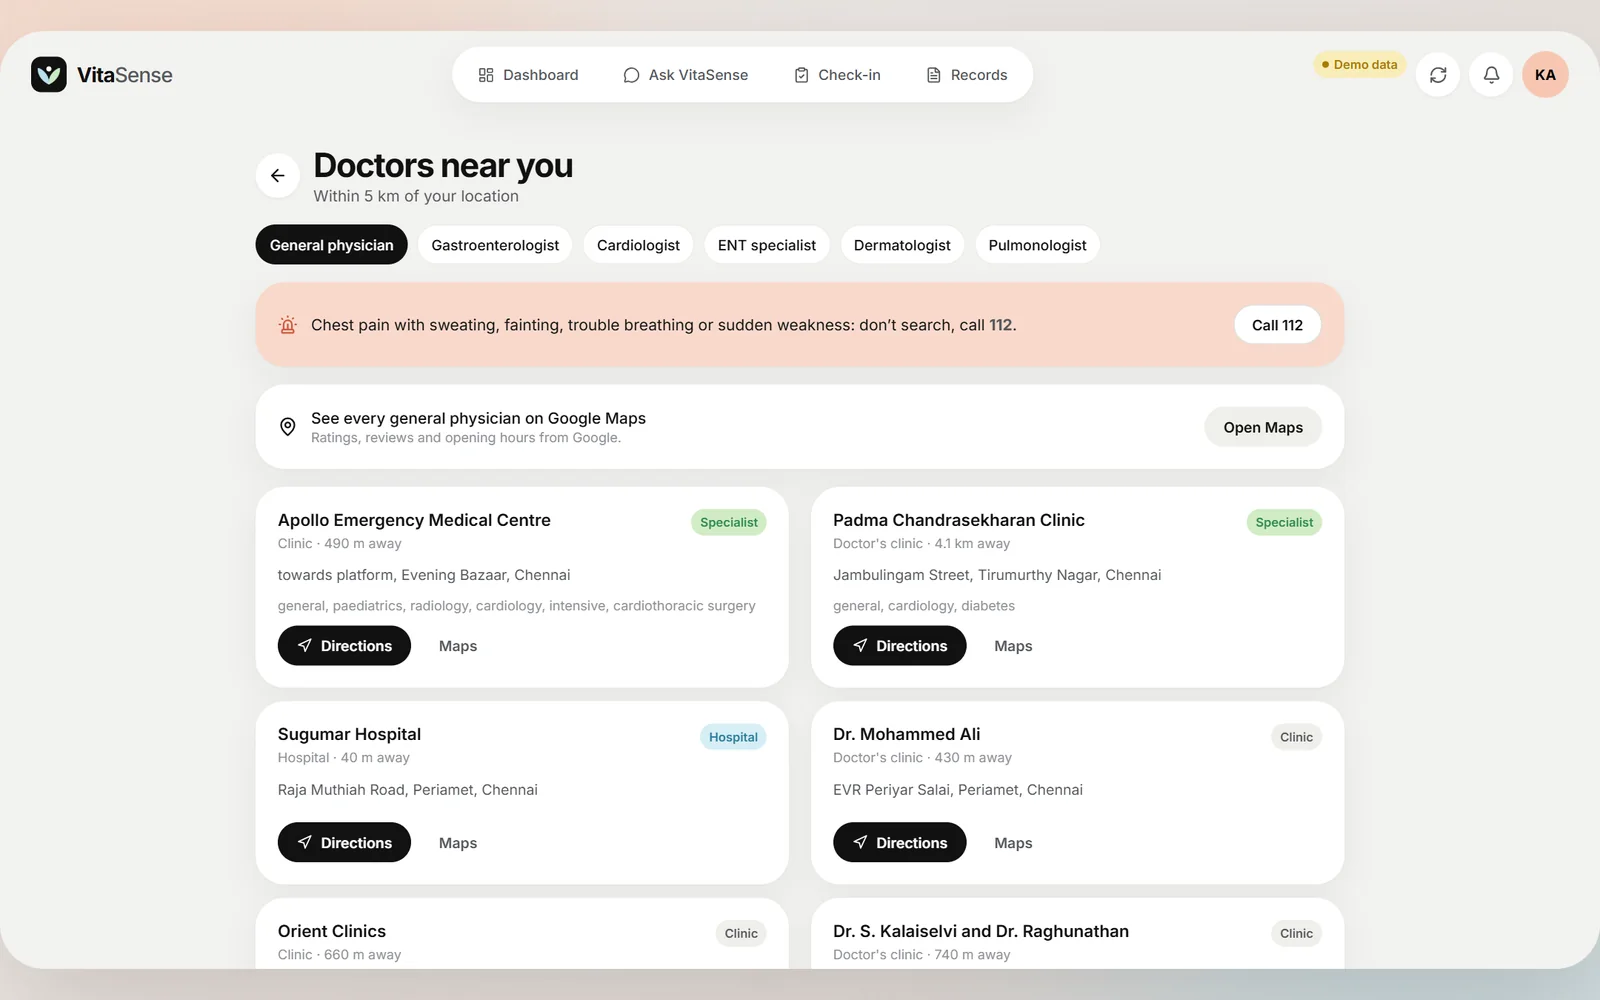 VitaSense
Dashboard
Ask VitaSense
Check-in
Records
Demo data
KA
Doctors near you
Within 5 km of your location
General physician
Gastroenterologist
Cardiologist
ENT specialist
Dermatologist
Pulmonologist
Chest pain with sweating, fainting, trouble breathing or sudden weakness: don’t search, call 112.
Call 112
See every general physician on Google Maps
Ratings, reviews and opening hours from Google.
Open Maps
Apollo Emergency Medical Centre
Specialist
Clinic · 490 m away
towards platform, Evening Bazaar, Chennai
general, paediatrics, radiology, cardiology, intensive, cardiothoracic surgery
Directions
Maps
Padma Chandrasekharan Clinic
Specialist
Doctor's clinic · 4.1 km away
Jambulingam Street, Tirumurthy Nagar, Chennai
general, cardiology, diabetes
Directions
Maps
Sugumar Hospital
Hospital
Hospital · 40 m away
Raja Muthiah Road, Periamet, Chennai
Directions
Maps
Dr. Mohammed Ali
Clinic
Doctor's clinic · 430 m away
EVR Periyar Salai, Periamet, Chennai
Directions
Maps
Orient Clinics
Clinic
Clinic · 660 m away
Dr. S. Kalaiselvi and Dr. Raghunathan
Clinic
Doctor's clinic · 740 m away